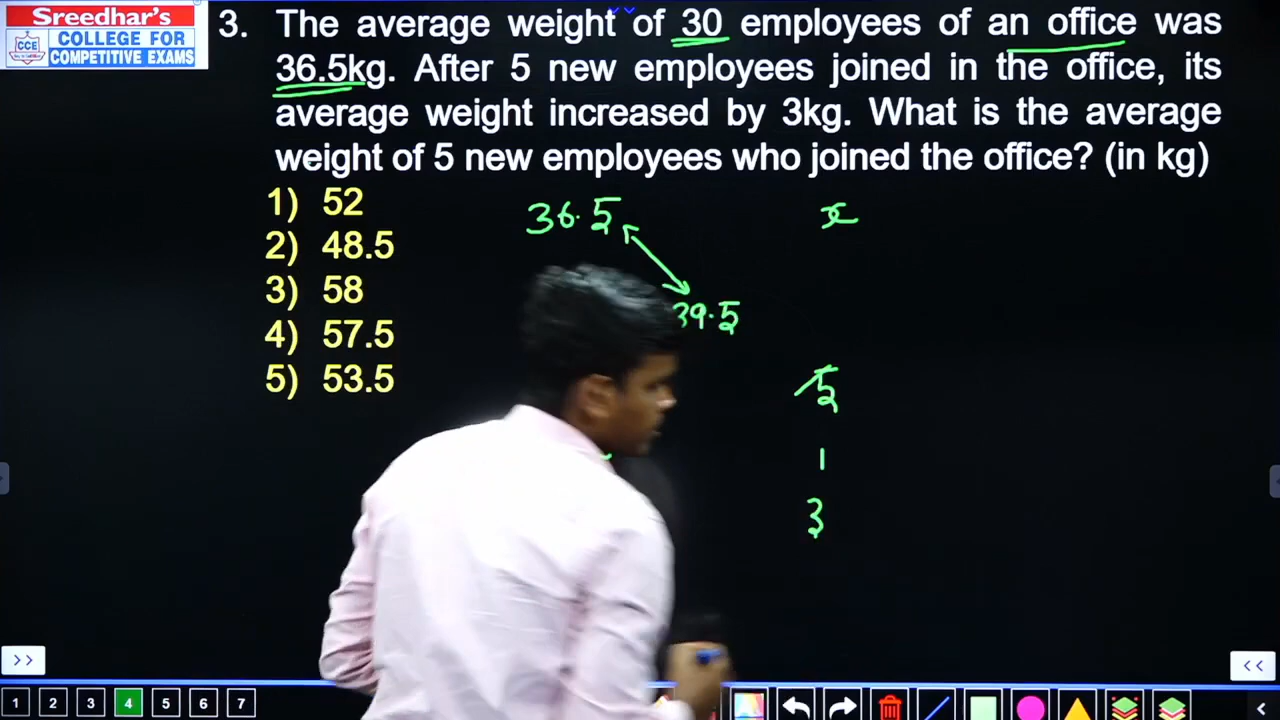 Sreedhar's
CCE
COLLEGE FOR
COMPETITIVE EXAMS
3. The average weight of 30 employees of an office was
36.5kg. After 5 new employees joined in the office, its
average weight increased by 3kg. What is the average
weight of 5 new employees who joined the office? (in kg)
1) 52
2) 48.5
3) 58
4) 57.5
5) 53.5
36.5 x
39.5
5
1
3
>> <<
1 2 3 4 5 6 7 <